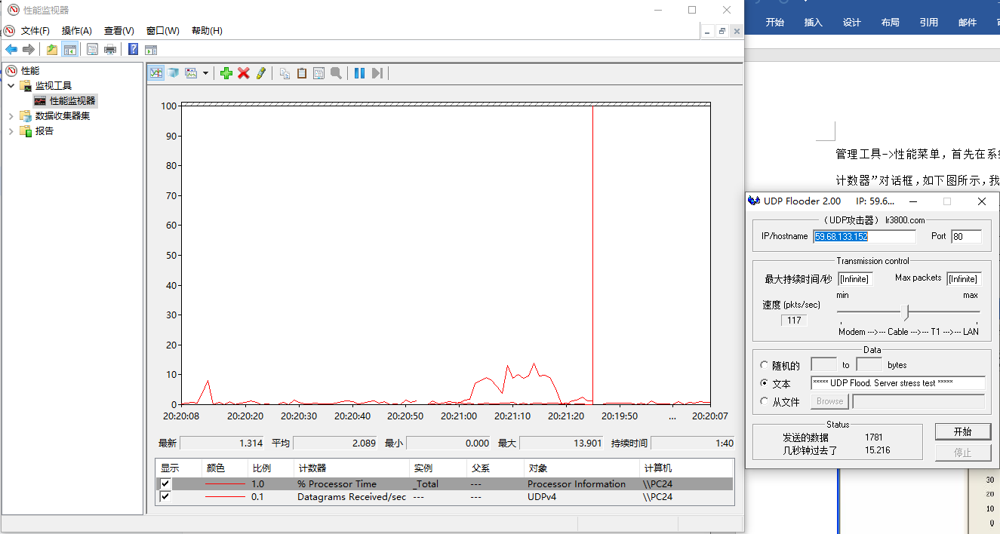 性能监视器
文件(F) 操作(A) 查看(V) 窗口(W) 帮助(H)
性能
监视工具
性能监视器
数据收集器集
报告
100
90
80
70
60
50
40
30
20
10
0
20:20:08 20:20:20 20:20:30 20:20:40 20:20:50 20:21:00 20:21:10 20:21:20 20:19:50 ... 20:20:07
最新 1.314 平均 2.089 最小 0.000 最大 13.901 持续时间 1:40
显示 颜色 比例 计数器 实例 父系 对象 计算机
1.0 % Processor Time _Total --- Processor Information \\PC24
0.1 Datagrams Received/sec --- --- UDPv4 \\PC24
开始 插入 设计 布局 引用 邮件
管理工具->性能菜单，首先在系统
计数器”对话框，如下图所示，我
UDP Flooder 2.00 IP: 59.6...
（UDP攻击器） lr3800.com
IP/hostname 59.68.133.152 Port 80
Transmission control
最大持续时间/秒 [Infinite] Max packets [Infinite]
min max
速度 (pkts/sec)
117
Modem --->--- Cable --->--- T1 --->--- LAN
Data
随机的 to bytes
文本 ***** UDP Flood. Server stress test *****
从文件 Browse
Status
发送的数据 1781
几秒钟过去了 15.216
开始
停止
30
20
10
0